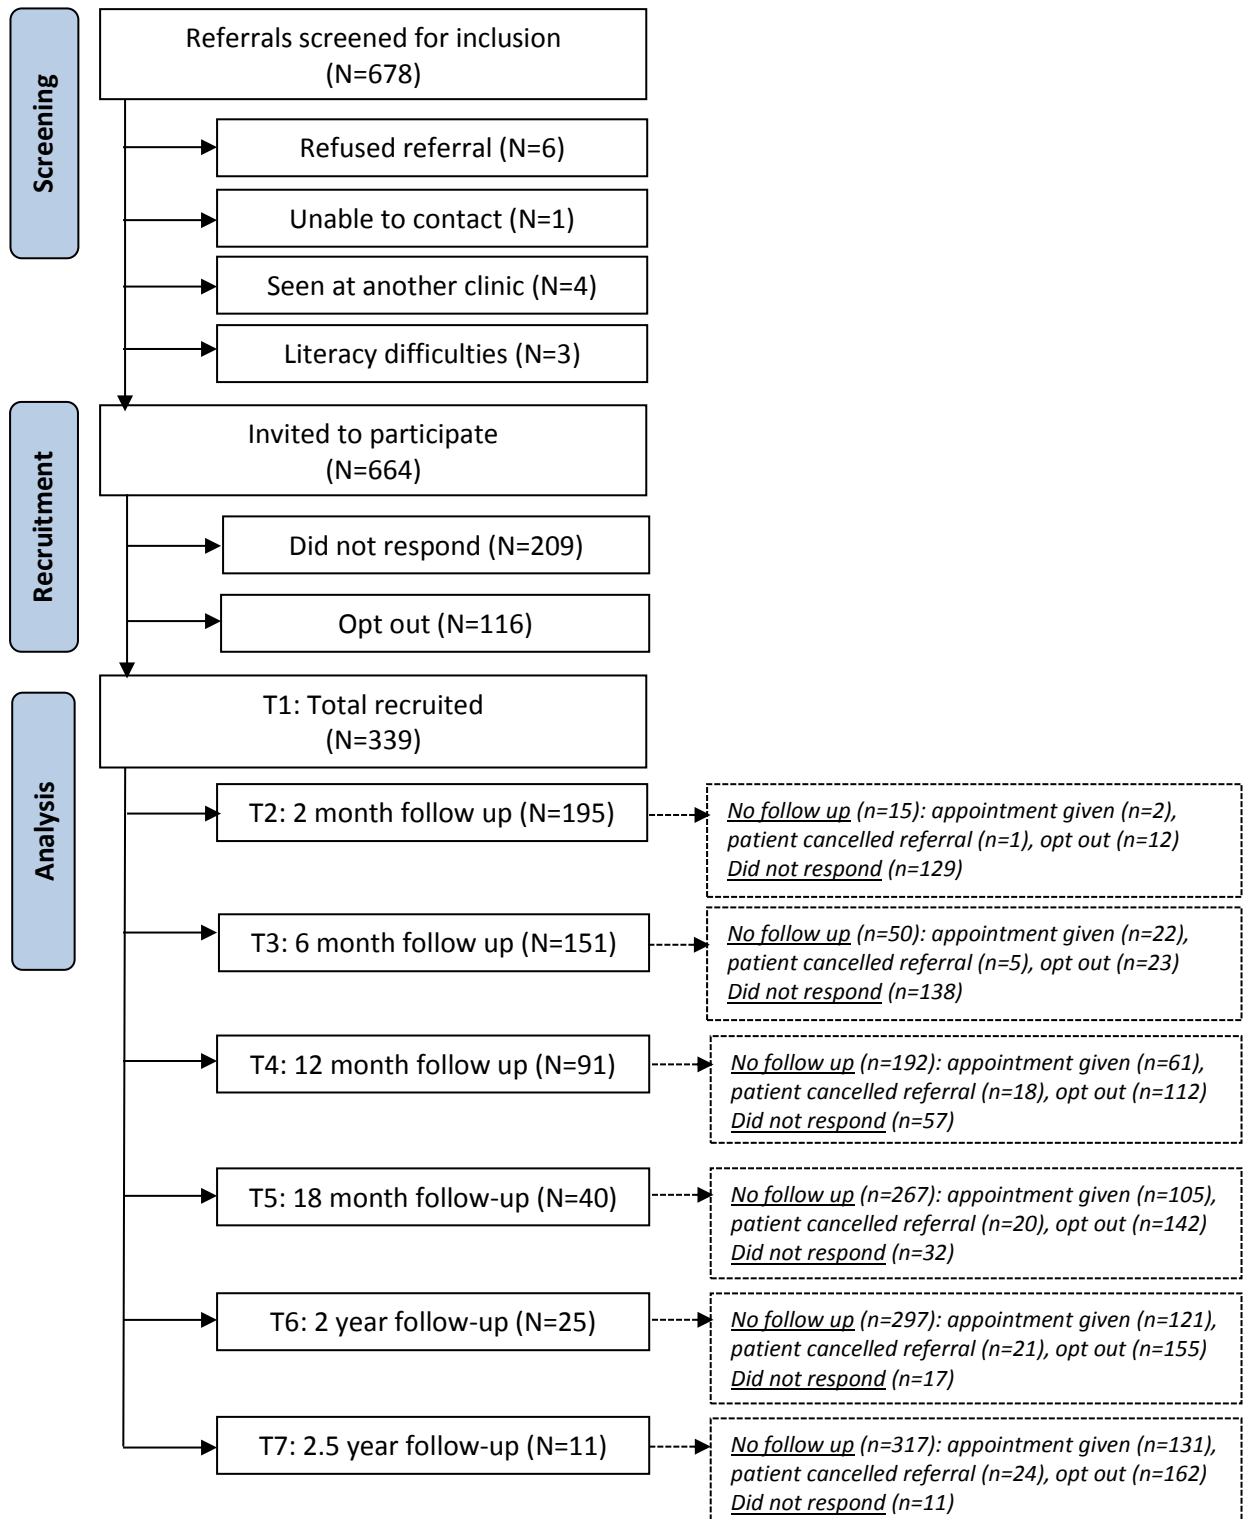 Screening
Referrals screened for inclusion
(N=678)
Refused referral (N=6)
Unable to contact (N=1)
Seen at another clinic (N=4)
Literacy difficulties (N=3)
Recruitment
Invited to participate
(N=664)
Did not respond (N=209)
Opt out (N=116)
Analysis
T1: Total recruited
(N=339)
T2: 2 month follow up (N=195)
No follow up (n=15): appointment given (n=2),
patient cancelled referral (n=1), opt out (n=12)
Did not respond (n=129)
T3: 6 month follow up (N=151)
No follow up (n=50): appointment given (n=22),
patient cancelled referral (n=5), opt out (n=23)
Did not respond (n=138)
T4: 12 month follow up (N=91)
No follow up (n=192): appointment given (n=61),
patient cancelled referral (n=18), opt out (n=112)
Did not respond (n=57)
T5: 18 month follow-up (N=40)
No follow up (n=267): appointment given (n=105),
patient cancelled referral (n=20), opt out (n=142)
Did not respond (n=32)
T6: 2 year follow-up (N=25)
No follow up (n=297): appointment given (n=121),
patient cancelled referral (n=21), opt out (n=155)
Did not respond (n=17)
T7: 2.5 year follow-up (N=11)
No follow up (n=317): appointment given (n=131),
patient cancelled referral (n=24), opt out (n=162)
Did not respond (n=11)